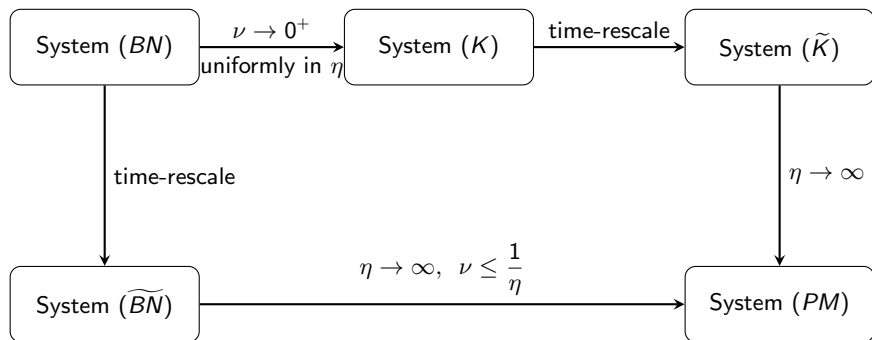 System (BN)
ν → 0⁺
uniformly in η
System (K)
time-rescale
System (K̃)
time-rescale
η → ∞
System (B͠N)
η → ∞, ν ≤ 1/η
System (PM)